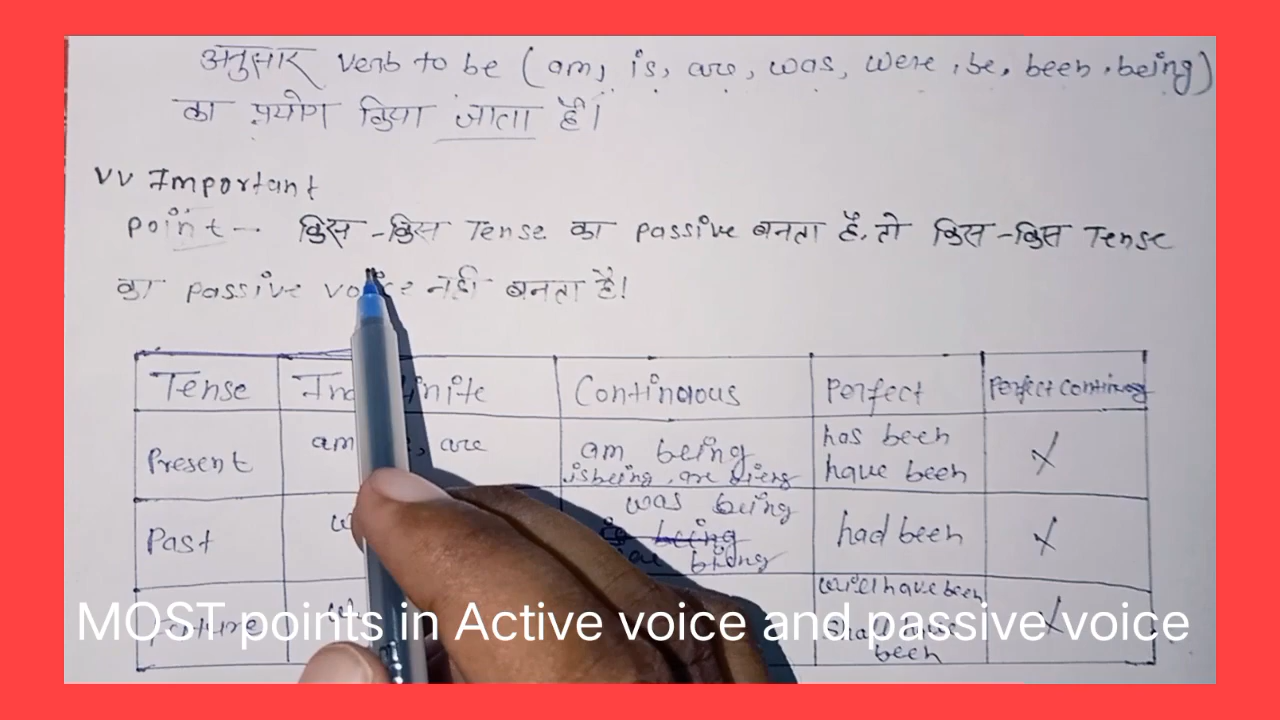 अनुसार verb to be (am, is, are, was, were, be, been, being)
का प्रयोग किया जाता है।
VV Important
point - किस-किस Tense का passive बनता है, तो किस-किस Tense
का passive voice नहीं बनता है!
Tense
Continuous
Perfect
Present
am
are
am being
is being, are
has been
have been
X
Past
was being
being
had been
X
Future
will have been
been
X
MOST points in Active voice and passive voice